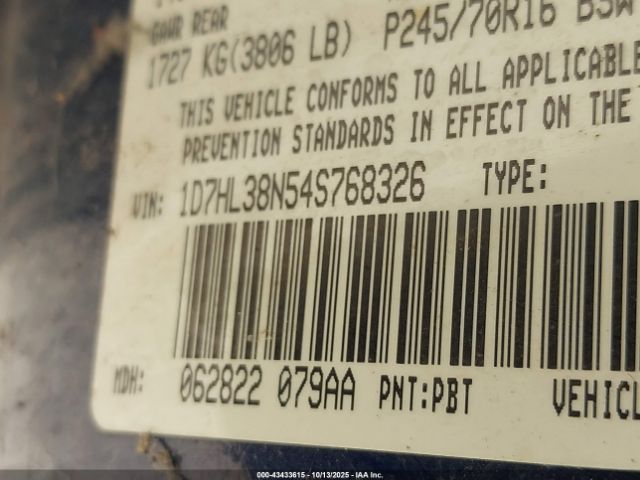 GAWR REAR
1727 KG(3806 LB) P245/70R16 BSW
THIS VEHICLE CONFORMS TO ALL APPLICABLE
PREVENTION STANDARDS IN EFFECT ON THE
VIN: 1D7HL38N54S768326 TYPE:
MDH: 062822 079AA PNT:PBT VEHICL
00-43433615 - 10/13/2025 - IAA Inc.